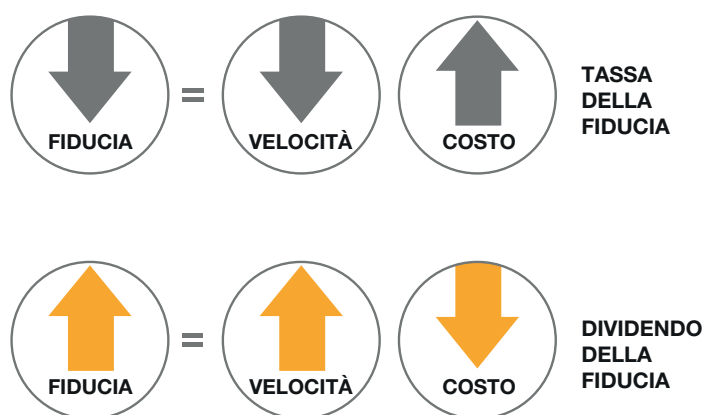 FIDUCIA
=
VELOCITÀ
COSTO
TASSA
DELLA
FIDUCIA
FIDUCIA
=
VELOCITÀ
COSTO
DIVIDENDO
DELLA
FIDUCIA